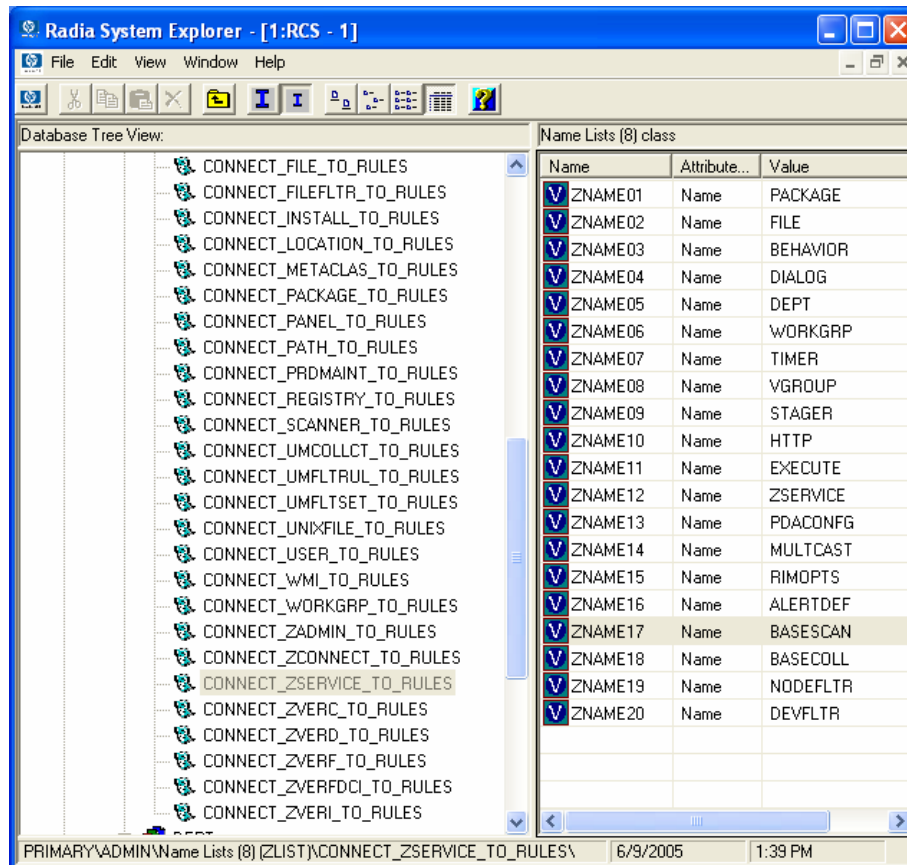 Radia System Explorer - [1:RCS - 1]
File Edit View Window Help
Database Tree View:
CONNECT_FILE_TO_RULES
CONNECT_FILEFLTR_TO_RULES
CONNECT_INSTALL_TO_RULES
CONNECT_LOCATION_TO_RULES
CONNECT_METACLAS_TO_RULES
CONNECT_PACKAGE_TO_RULES
CONNECT_PANEL_TO_RULES
CONNECT_PATH_TO_RULES
CONNECT_PRDMAINT_TO_RULES
CONNECT_REGISTRY_TO_RULES
CONNECT_SCANNER_TO_RULES
CONNECT_UMCOLLCT_TO_RULES
CONNECT_UMFLTRUL_TO_RULES
CONNECT_UMFLTSET_TO_RULES
CONNECT_UNIXFILE_TO_RULES
CONNECT_USER_TO_RULES
CONNECT_WMI_TO_RULES
CONNECT_WORKGRP_TO_RULES
CONNECT_ZADMIN_TO_RULES
CONNECT_ZCONNECT_TO_RULES
CONNECT_ZSERVICE_TO_RULES
CONNECT_ZVERC_TO_RULES
CONNECT_ZVERD_TO_RULES
CONNECT_ZVERF_TO_RULES
CONNECT_ZVERFDCI_TO_RULES
CONNECT_ZVERI_TO_RULES
Name Lists (8) class
Name Attribute... Value
V ZNAME01 Name PACKAGE
V ZNAME02 Name FILE
V ZNAME03 Name BEHAVIOR
V ZNAME04 Name DIALOG
V ZNAME05 Name DEPT
V ZNAME06 Name WORKGRP
V ZNAME07 Name TIMER
V ZNAME08 Name VGROUP
V ZNAME09 Name STAGER
V ZNAME10 Name HTTP
V ZNAME11 Name EXECUTE
V ZNAME12 Name ZSERVICE
V ZNAME13 Name PDACONFG
V ZNAME14 Name MULTCAST
V ZNAME15 Name RIMOPTS
V ZNAME16 Name ALERTDEF
V ZNAME17 Name BASESCAN
V ZNAME18 Name BASECOLL
V ZNAME19 Name NODEFLTR
V ZNAME20 Name DEVFLTR
PRIMARY\ADMIN\Name Lists (8) (ZLIST)\CONNECT_ZSERVICE_TO_RULES\ 6/9/2005 1:39 PM